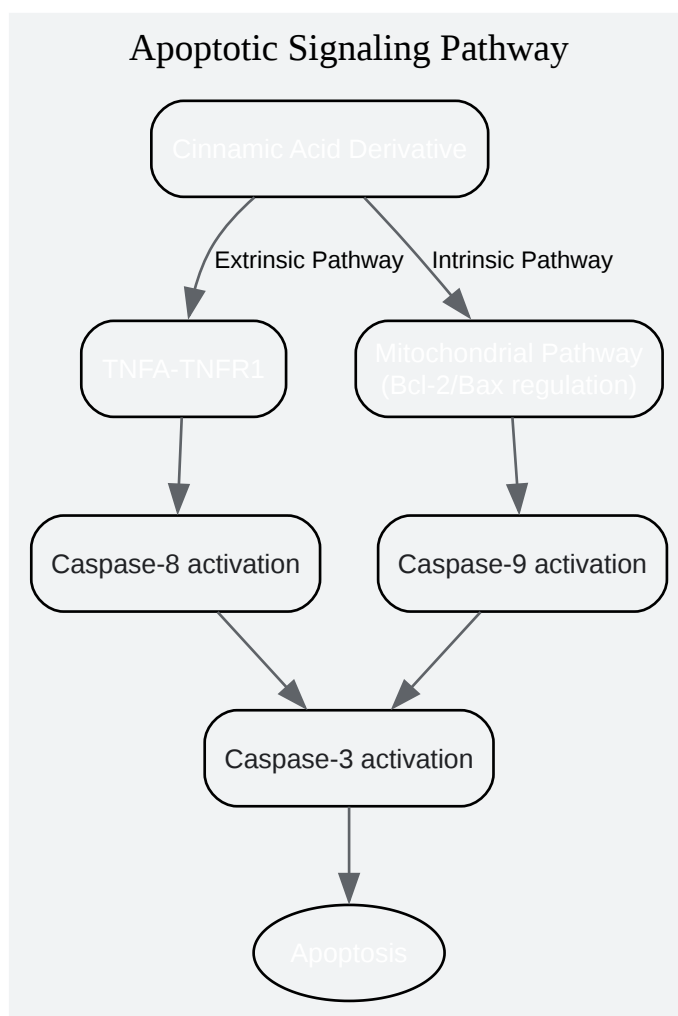 Apoptotic Signaling Pathway
Cinnamic Acid Derivative
Extrinsic Pathway
Intrinsic Pathway
TNFA-TNFR1
Mitochondrial Pathway
(Bcl-2/Bax regulation)
Caspase-8 activation
Caspase-9 activation
Caspase-3 activation
Apoptosis